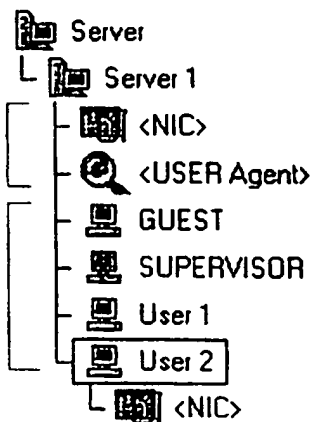 Server
Server 1
<NIC>
<USER Agent>
GUEST
SUPERVISOR
User 1
User 2
<NIC>